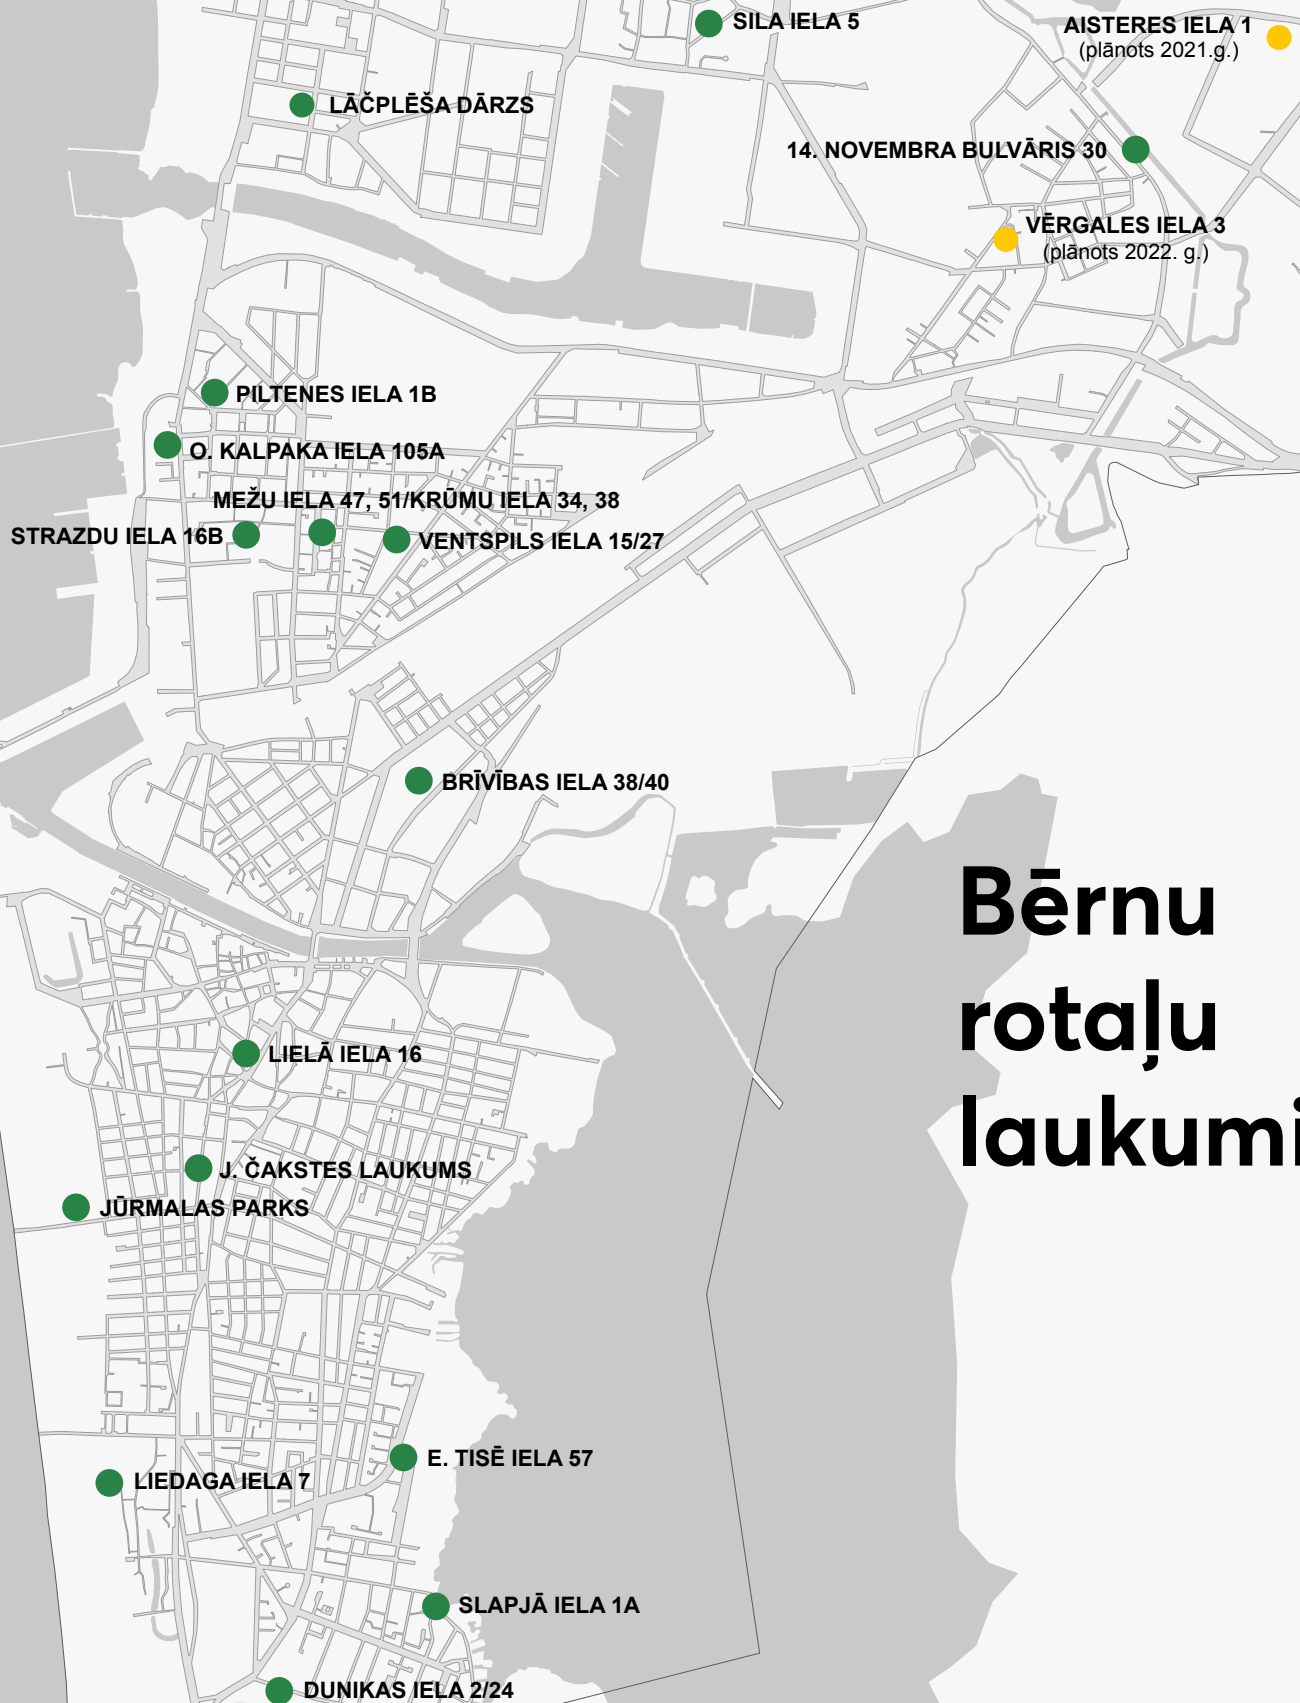 SILA IELA 5
AISTERES IELA 1
(plānots 2021.g.)
LĀČPLĒŠA DĀRZS
14. NOVEMBRA BULVĀRIS 30
VĒRGALES IELA 3
(plānots 2022. g.)
PILTENES IELA 1B
O. KALPAKA IELA 105A
MEŽU IELA 47, 51/KRŪMU IELA 34, 38
STRAZDU IELA 16B
VENTSPILS IELA 15/27
BRĪVĪBAS IELA 38/40
Bērnu
rotaļu
laukumi
LIELĀ IELA 16
J. ČAKSTES LAUKUMS
JŪRMALAS PARKS
E. TISĒ IELA 57
LIEDAGA IELA 7
SLAPJĀ IELA 1A
DUNIKAS IELA 2/24